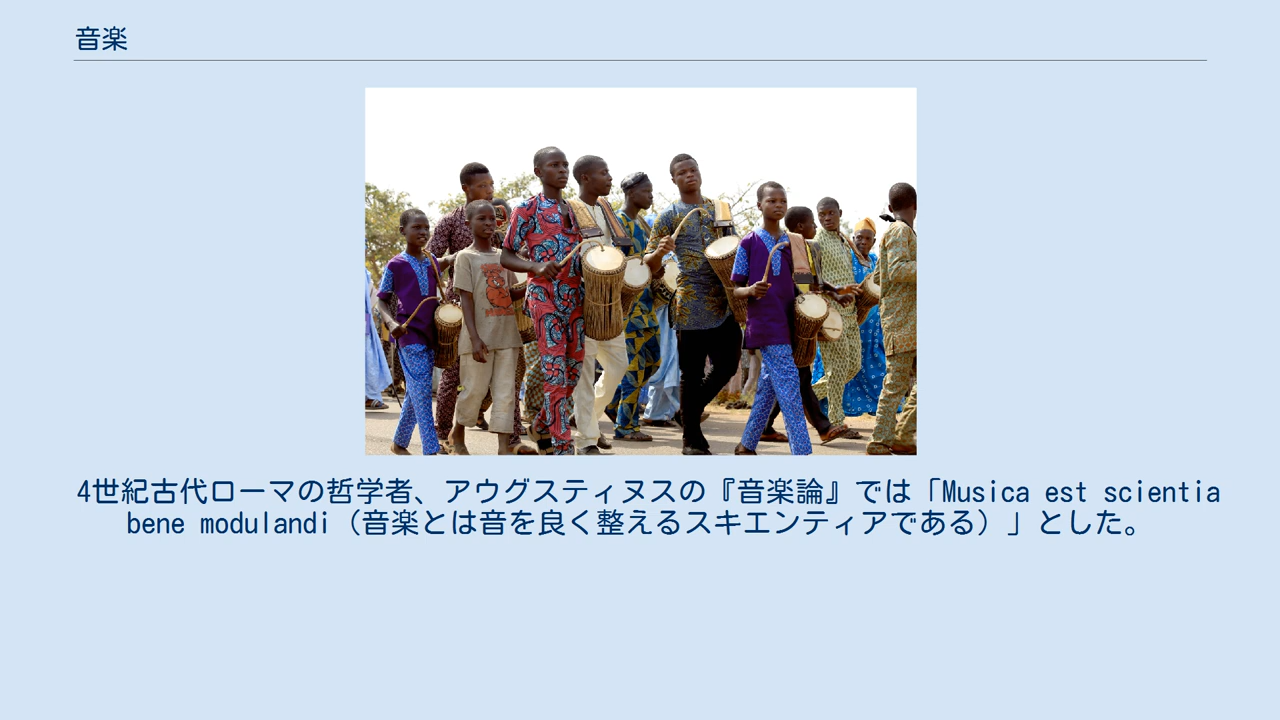 音楽
4世紀古代ローマの哲学者、アウグスティヌスの『音楽論』では「Musica est scientia
bene modulandi（音楽とは音を良く整えるスキエンティアである）」とした。